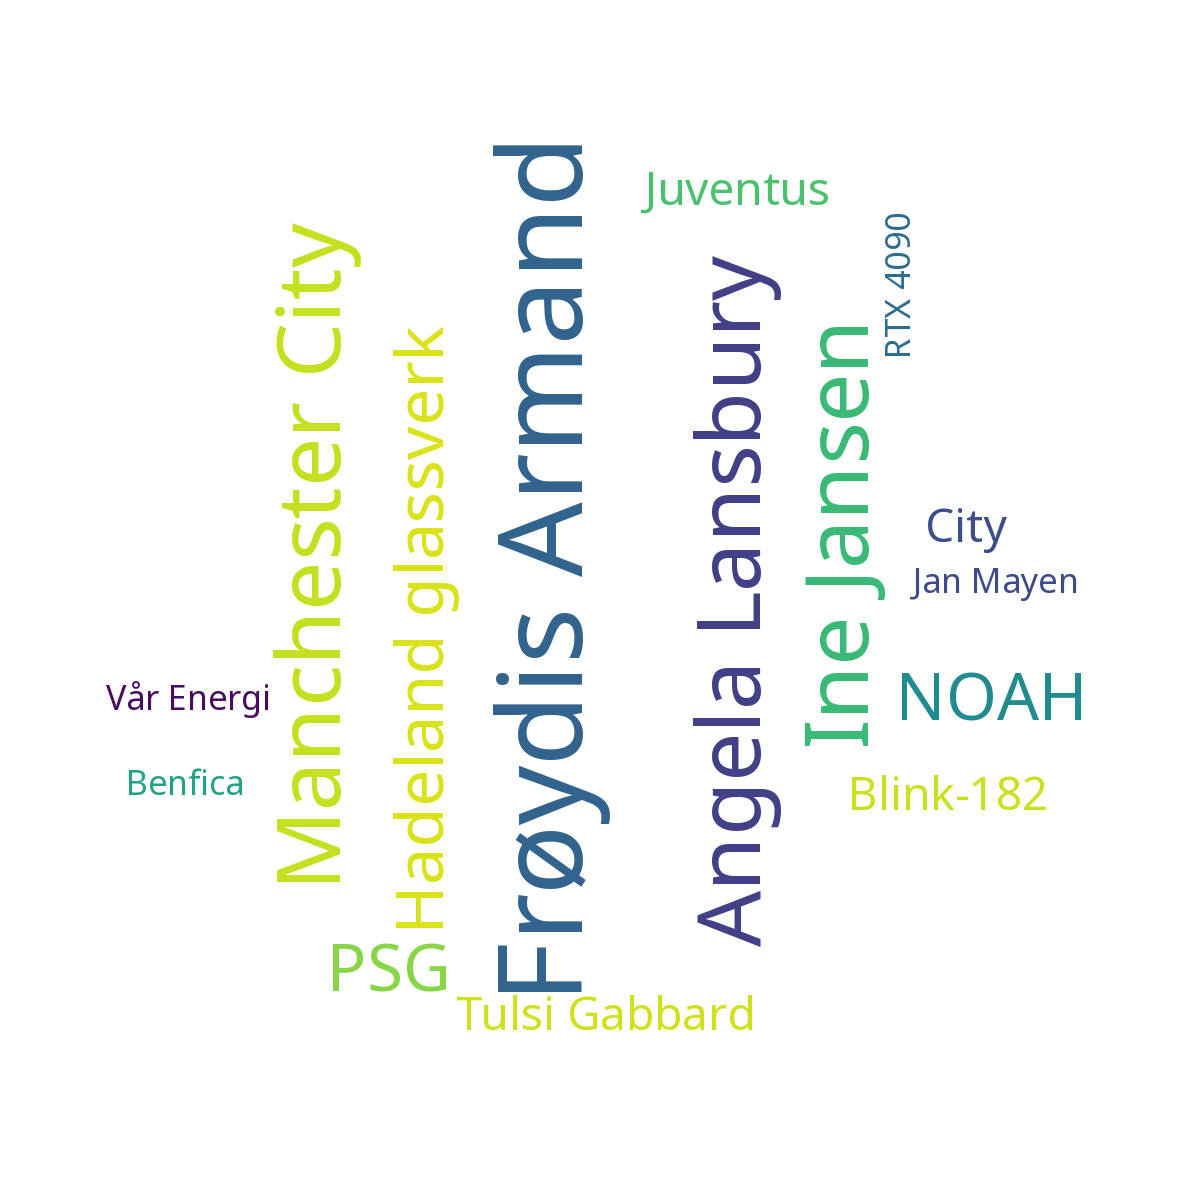 Frøydis Armand
Manchester City
Angela Lansbury
Ine Jansen
Hadeland glassverk
Juventus
RTX 4090
City
Jan Mayen
NOAH
Blink-182
Vår Energi
Benfica
PSG
Tulsi Gabbard